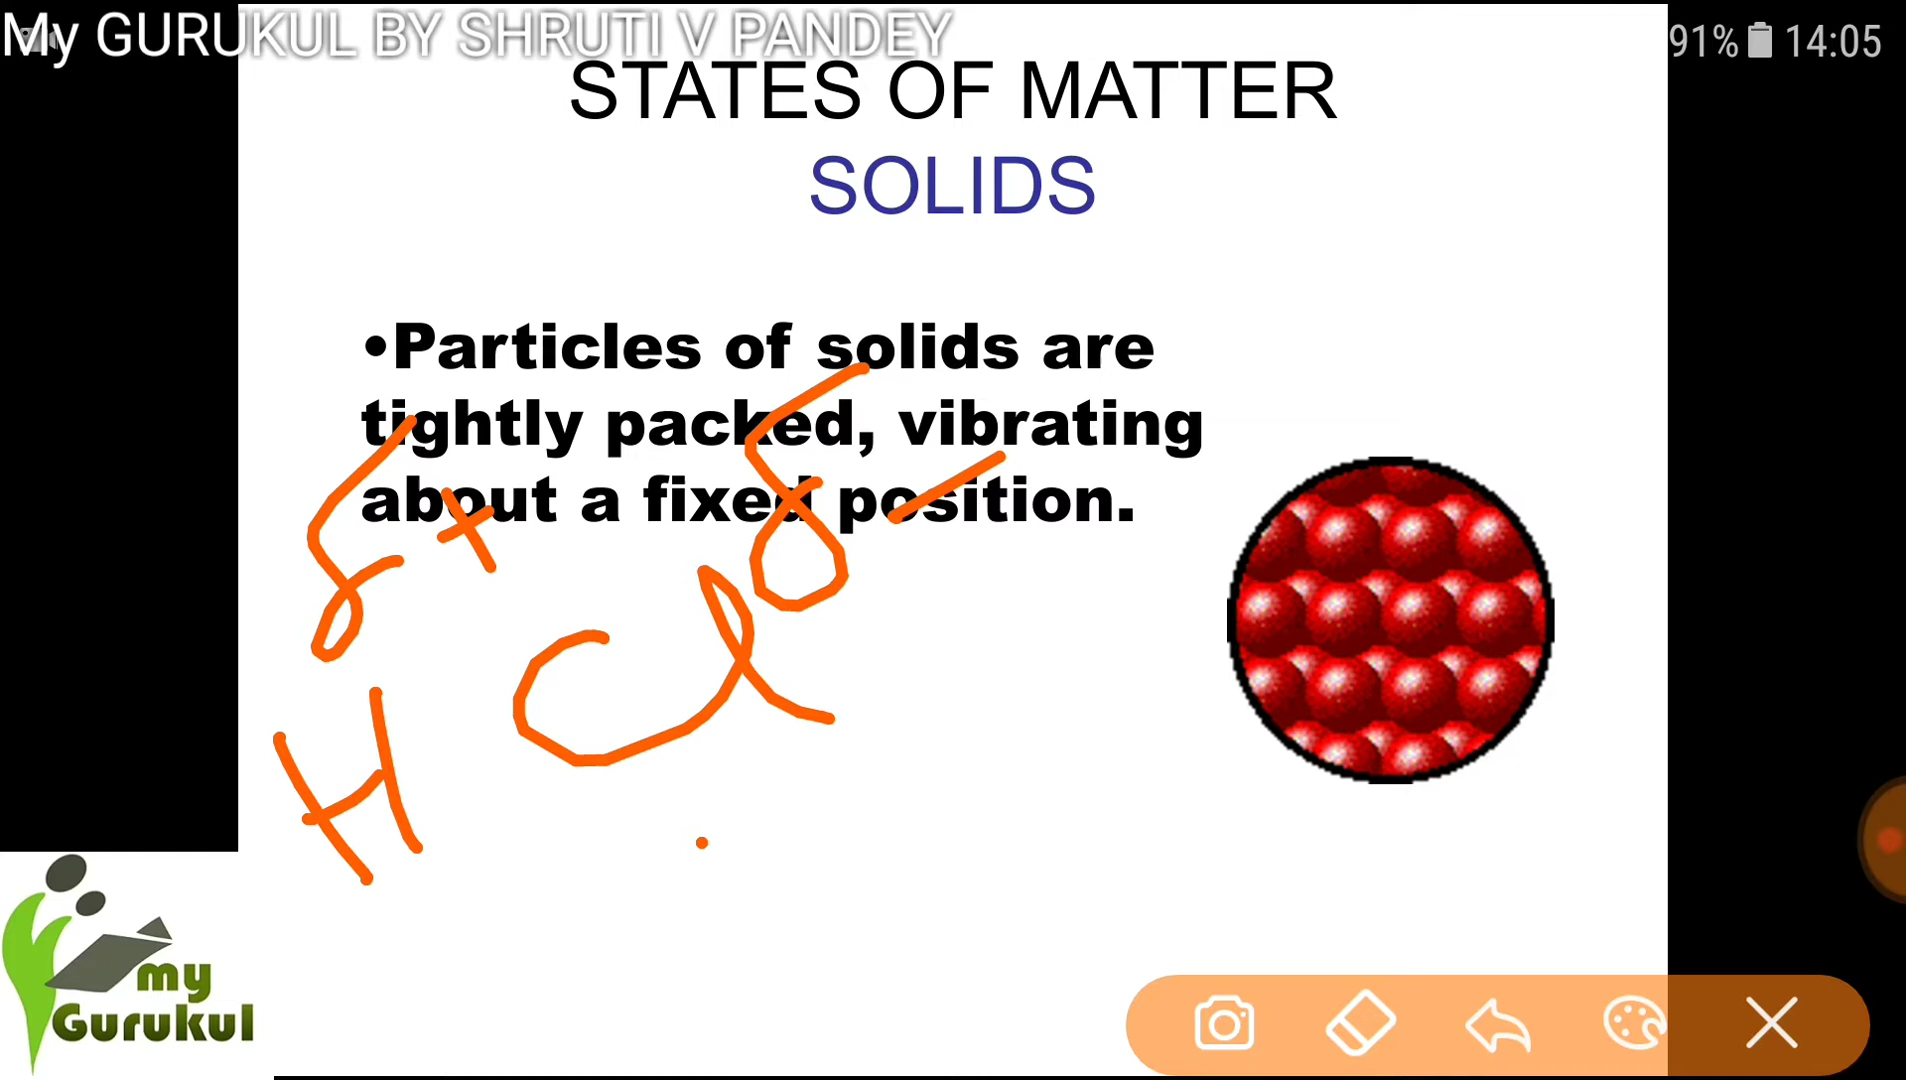 My GURUKUL BY SHRUTI V PANDEY
91% 14:05
STATES OF MATTER
SOLIDS
•Particles of solids are
tightly packed, vibrating
about a fixed position.
δ+ δ−
H Cl
my
Gurukul